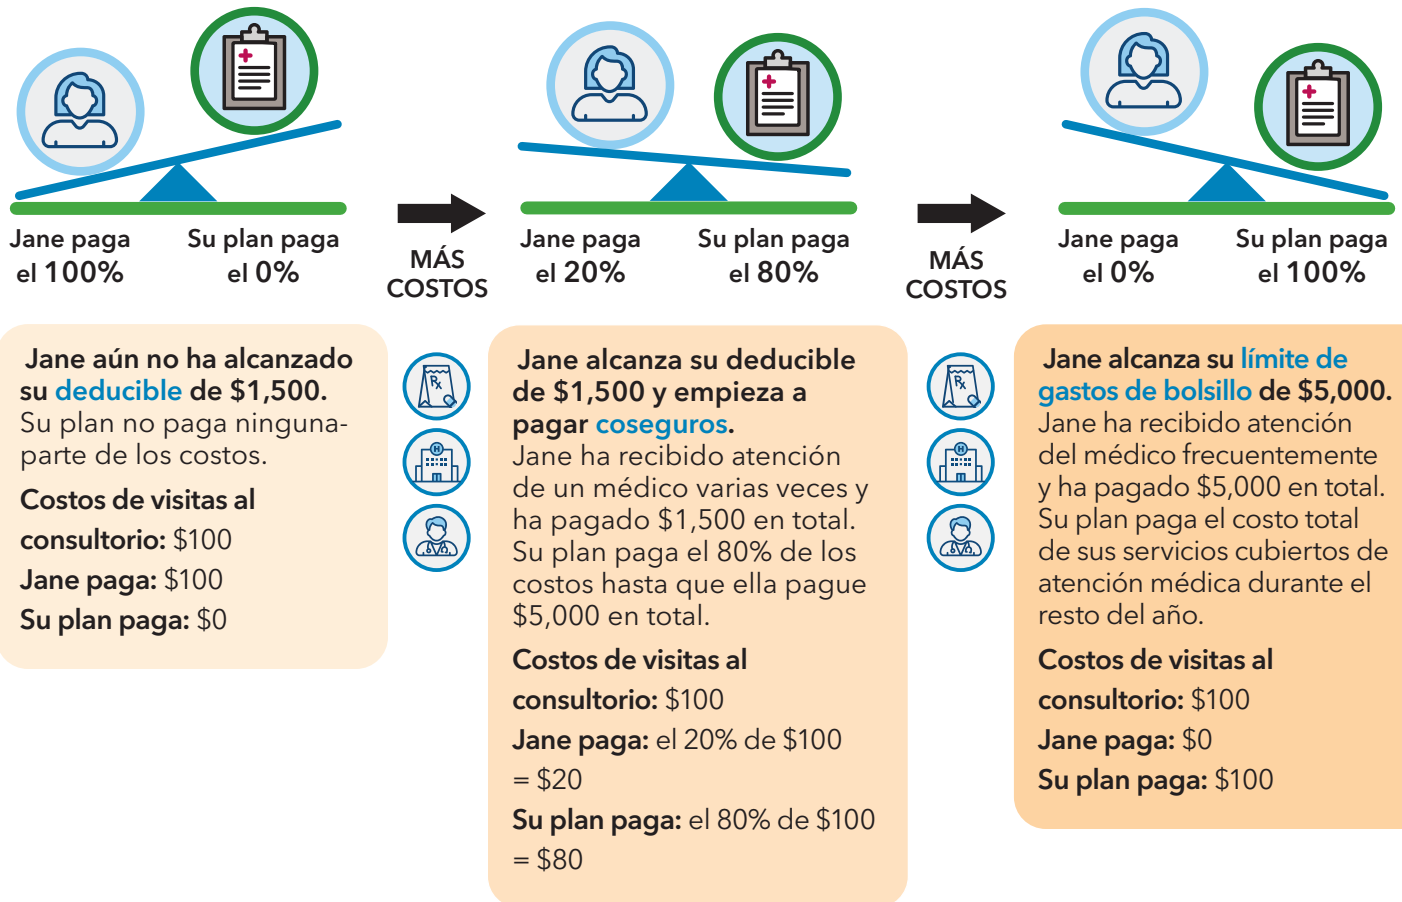 Jane paga
el 100%
Su plan paga
el 0%
MÁS
COSTOS
Jane paga
el 20%
Su plan paga
el 80%
MÁS
COSTOS
Jane paga
el 0%
Su plan paga
el 100%
Jane aún no ha alcanzado
su deducible de $1,500.
Su plan no paga ninguna-
parte de los costos.
Costos de visitas al
consultorio: $100
Jane paga: $100
Su plan paga: $0
Rx
H
Jane alcanza su deducible
de $1,500 y empieza a
pagar coseguros.
Jane ha recibido atención
de un médico varias veces y
ha pagado $1,500 en total.
Su plan paga el 80% de los
costos hasta que ella pague
$5,000 en total.
Costos de visitas al
consultorio: $100
Jane paga: el 20% de $100
= $20
Su plan paga: el 80% de $100
= $80
Rx
H
Jane alcanza su límite de
gastos de bolsillo de $5,000.
Jane ha recibido atención
del médico frecuentemente
y ha pagado $5,000 en total.
Su plan paga el costo total
de sus servicios cubiertos de
atención médica durante el
resto del año.
Costos de visitas al
consultorio: $100
Jane paga: $0
Su plan paga: $100